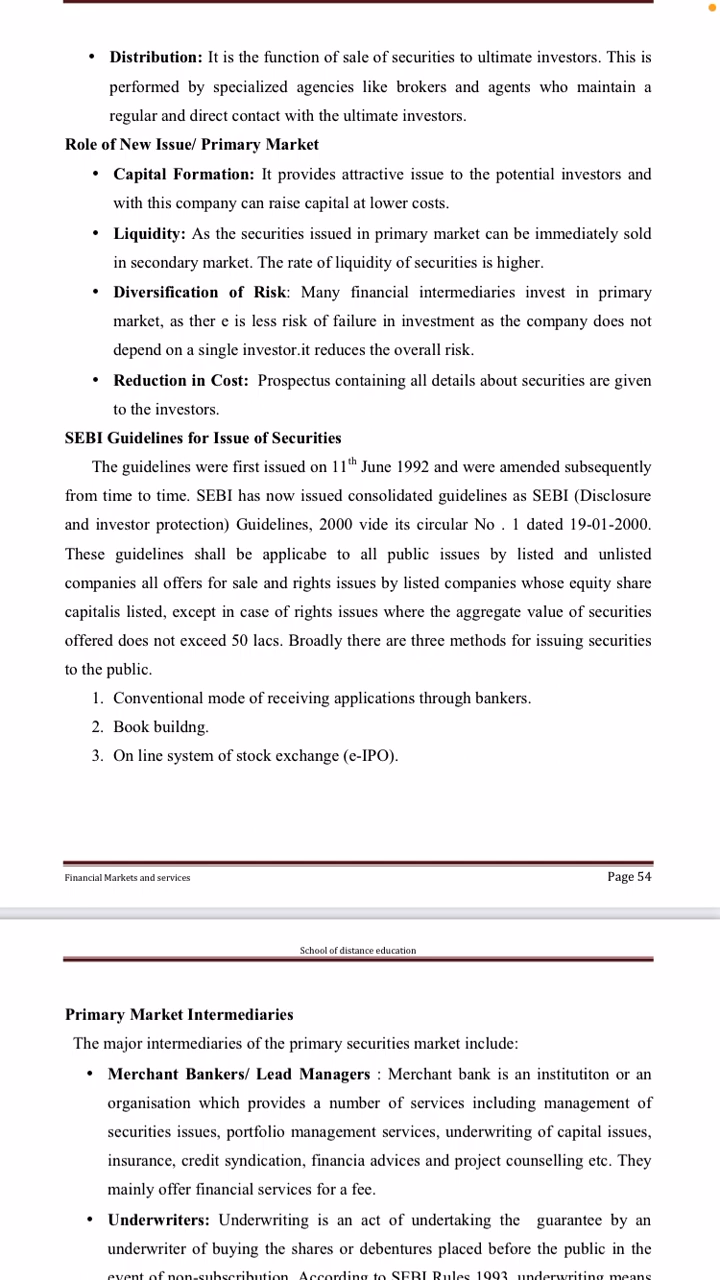 • Distribution: It is the function of sale of securities to ultimate investors. This is
performed by specialized agencies like brokers and agents who maintain a
regular and direct contact with the ultimate investors.
Role of New Issue/ Primary Market
• Capital Formation: It provides attractive issue to the potential investors and
with this company can raise capital at lower costs.
• Liquidity: As the securities issued in primary market can be immediately sold
in secondary market. The rate of liquidity of securities is higher.
• Diversification of Risk: Many financial intermediaries invest in primary
market, as ther e is less risk of failure in investment as the company does not
depend on a single investor.it reduces the overall risk.
• Reduction in Cost: Prospectus containing all details about securities are given
to the investors.
SEBI Guidelines for Issue of Securities
The guidelines were first issued on 11th June 1992 and were amended subsequently
from time to time. SEBI has now issued consolidated guidelines as SEBI (Disclosure
and investor protection) Guidelines, 2000 vide its circular No . 1 dated 19-01-2000.
These guidelines shall be applicabe to all public issues by listed and unlisted
companies all offers for sale and rights issues by listed companies whose equity share
capitalis listed, except in case of rights issues where the aggregate value of securities
offered does not exceed 50 lacs. Broadly there are three methods for issuing securities
to the public.
1. Conventional mode of receiving applications through bankers.
2. Book buildng.
3. On line system of stock exchange (e-IPO).
Financial Markets and services Page 54
School of distance education
Primary Market Intermediaries
The major intermediaries of the primary securities market include:
• Merchant Bankers/ Lead Managers : Merchant bank is an institutiton or an
organisation which provides a number of services including management of
securities issues, portfolio management services, underwriting of capital issues,
insurance, credit syndication, financia advices and project counselling etc. They
mainly offer financial services for a fee.
• Underwriters: Underwriting is an act of undertaking the guarantee by an
underwriter of buying the shares or debentures placed before the public in the
event of non-subscription. According to SEBI Rules 1993, underwriting means